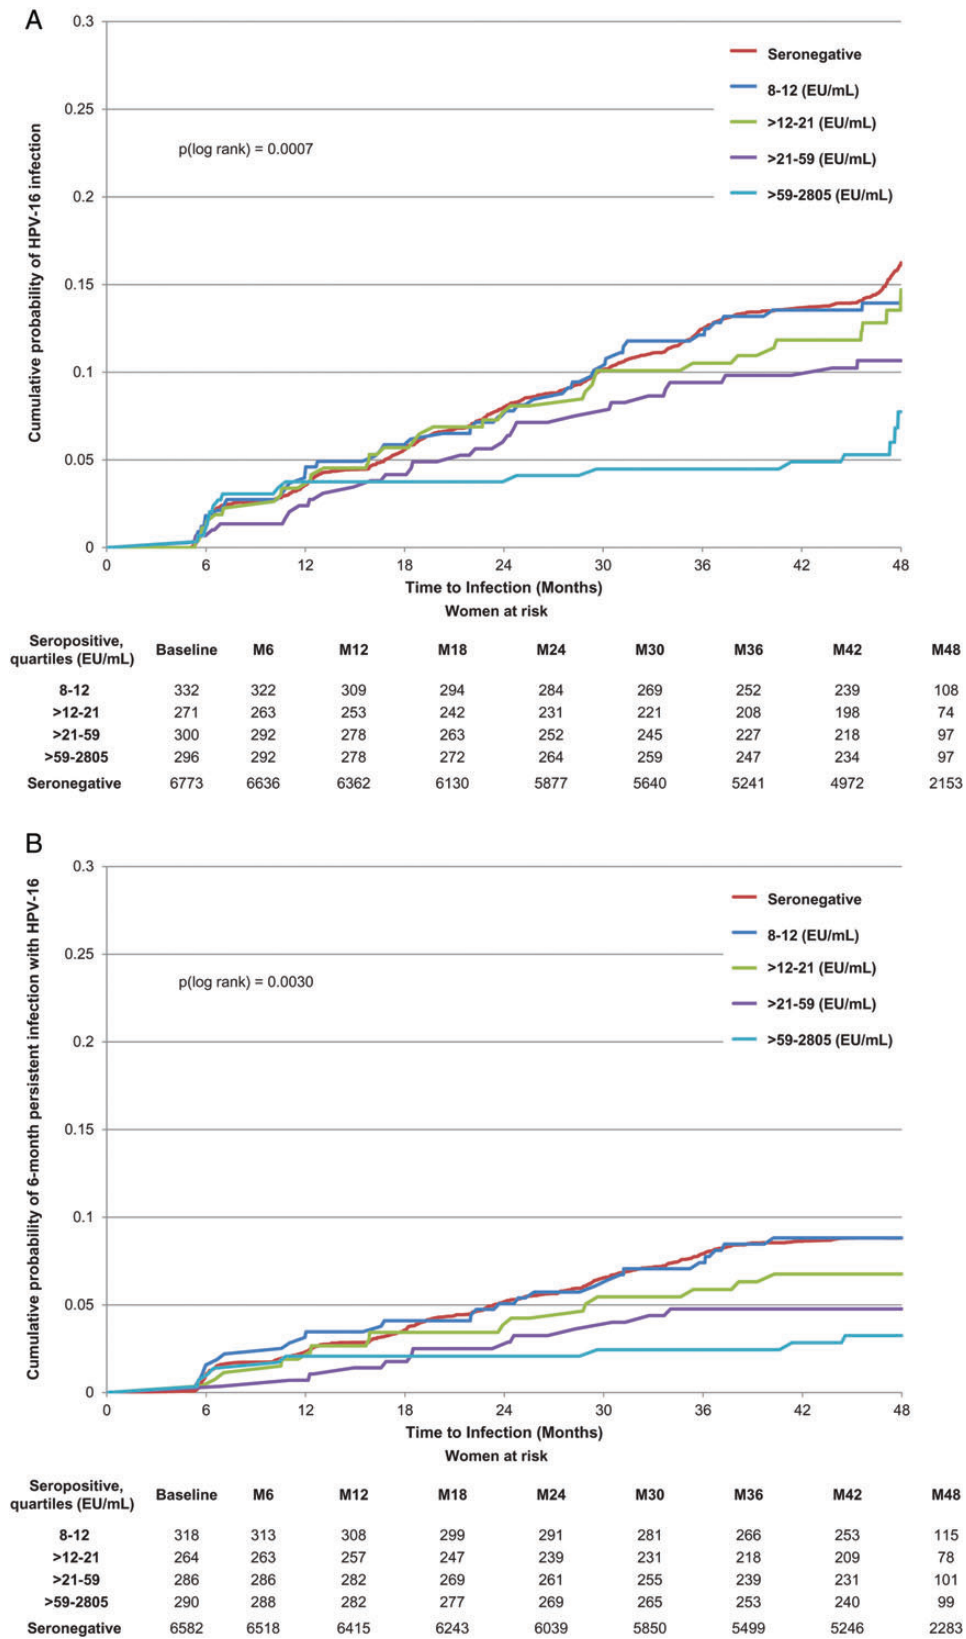 A
Cumulative probability of HPV-16 infection
0.3
0.25
0.2
0.15
0.1
0.05
0
p(log rank) = 0.0007
Seronegative
8-12 (EU/mL)
>12-21 (EU/mL)
>21-59 (EU/mL)
>59-2805 (EU/mL)
0 6 12 18 24 30 36 42 48
Time to Infection (Months)
Women at risk
Seropositive,
quartiles (EU/mL) Baseline M6 M12 M18 M24 M30 M36 M42 M48
8-12 332 322 309 294 284 269 252 239 108
>12-21 271 263 253 242 231 221 208 198 74
>21-59 300 292 278 263 252 245 227 218 97
>59-2805 296 292 278 272 264 259 247 234 97
Seronegative 6773 6636 6362 6130 5877 5640 5241 4972 2153
B
Cumulative probability of 6-month persistent infection with HPV-16
0.3
0.25
0.2
0.15
0.1
0.05
0
p(log rank) = 0.0030
Seronegative
8-12 (EU/mL)
>12-21 (EU/mL)
>21-59 (EU/mL)
>59-2805 (EU/mL)
0 6 12 18 24 30 36 42 48
Time to Infection (Months)
Women at risk
Seropositive,
quartiles (EU/mL) Baseline M6 M12 M18 M24 M30 M36 M42 M48
8-12 318 313 308 299 291 281 266 253 115
>12-21 264 263 257 247 239 231 218 209 78
>21-59 286 286 282 269 261 255 239 231 101
>59-2805 290 288 282 277 269 265 253 240 99
Seronegative 6582 6518 6415 6243 6039 5850 5499 5246 2283